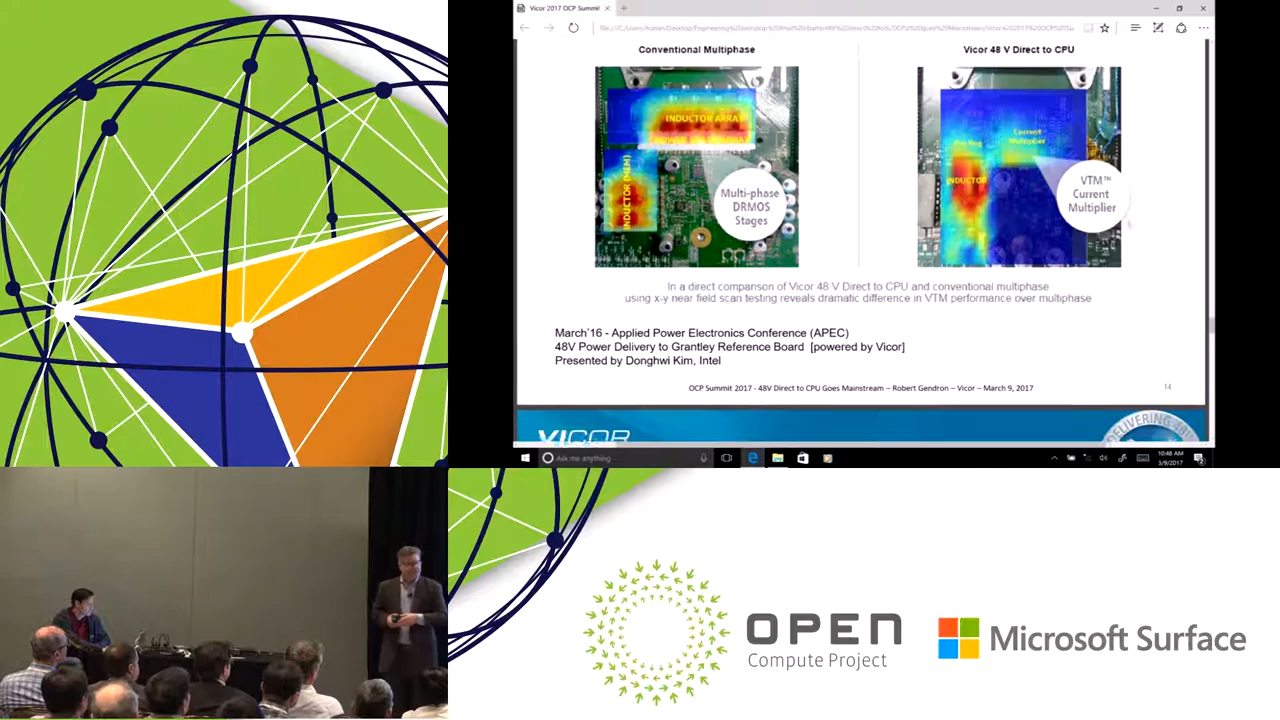 Vicor 2017 OCP Summit
Conventional Multiphase
Vicor 48 V Direct to CPU
INDUCTOR ARRAY
INDUCTOR (MEM)
Multi-phase
DRMOS
Stages
Current
Multiplier
INDUCTOR
VTM™
Current
Multiplier
In a direct comparison of Vicor 48 V Direct to CPU and conventional multiphase
using x-y near field scan testing reveals dramatic difference in VTM performance over multiphase
March'16 - Applied Power Electronics Conference (APEC)
48V Power Delivery to Grantley Reference Board [powered by Vicor]
Presented by Donghwi Kim, Intel
OCP Summit 2017 - 48V Direct to CPU Goes Mainstream – Robert Gendron – Vicor – March 9, 2017
14
VICOR
DELIVERING
Ask me anything
10:48 AM
3/9/2017
OPEN
Compute Project
Microsoft Surface